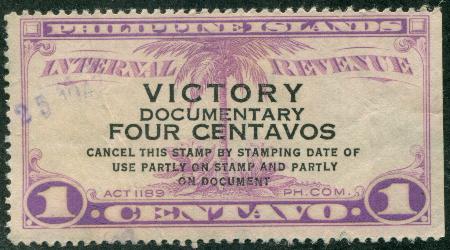 PHILIPPINE ISLANDS
INTERNAL REVENUE
VICTORY
DOCUMENTARY
FOUR CENTAVOS
CANCEL THIS STAMP BY STAMPING DATE OF
USE PARTLY ON STAMP AND PARTLY
ON DOCUMENT
ACT 1189 PH. COM.
1 · CENTAVO · 1